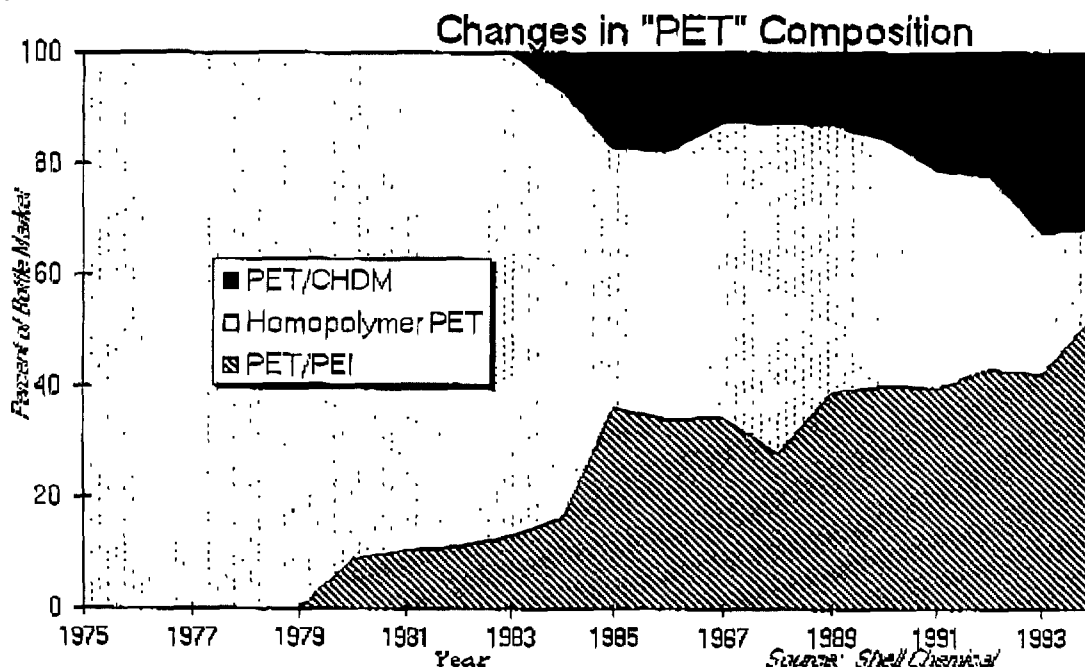 Changes in "PET" Composition
100
80
60
40
20
0
Percent of Bottle Market
PET/CHDM
Homopolymer PET
PET/PEI
1975 1977 1979 1981 1983 1985 1987 1989 1991 1993
Year
Source: Shell Chemical